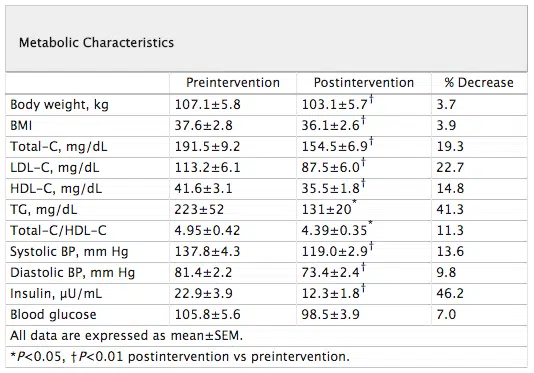 Metabolic Characteristics
Preintervention Postintervention % Decrease
Body weight, kg 107.1±5.8 103.1±5.7† 3.7
BMI 37.6±2.8 36.1±2.6† 3.9
Total-C, mg/dL 191.5±9.2 154.5±6.9† 19.3
LDL-C, mg/dL 113.2±6.1 87.5±6.0† 22.7
HDL-C, mg/dL 41.6±3.1 35.5±1.8† 14.8
TG, mg/dL 223±52 131±20* 41.3
Total-C/HDL-C 4.95±0.42 4.39±0.35* 11.3
Systolic BP, mm Hg 137.8±4.3 119.0±2.9† 13.6
Diastolic BP, mm Hg 81.4±2.2 73.4±2.4† 9.8
Insulin, µU/mL 22.9±3.9 12.3±1.8† 46.2
Blood glucose 105.8±5.6 98.5±3.9 7.0
All data are expressed as mean±SEM.
*P<0.05, †P<0.01 postintervention vs preintervention.